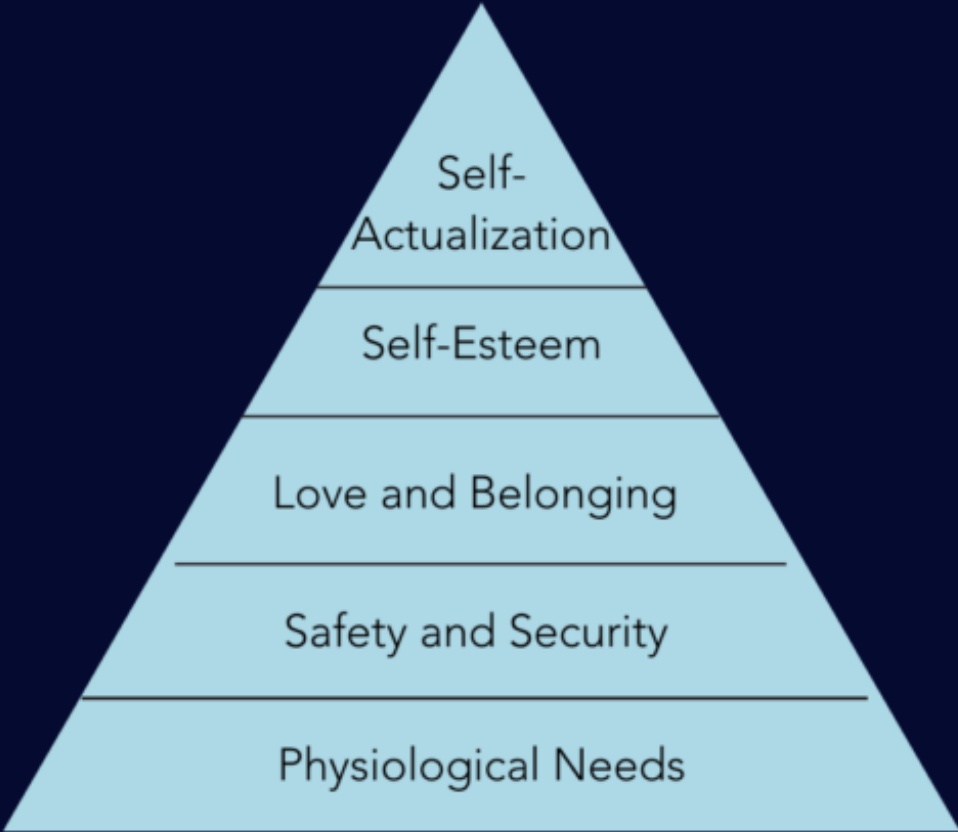 Self-
Actualization
Self-Esteem
Love and Belonging
Safety and Security
Physiological Needs